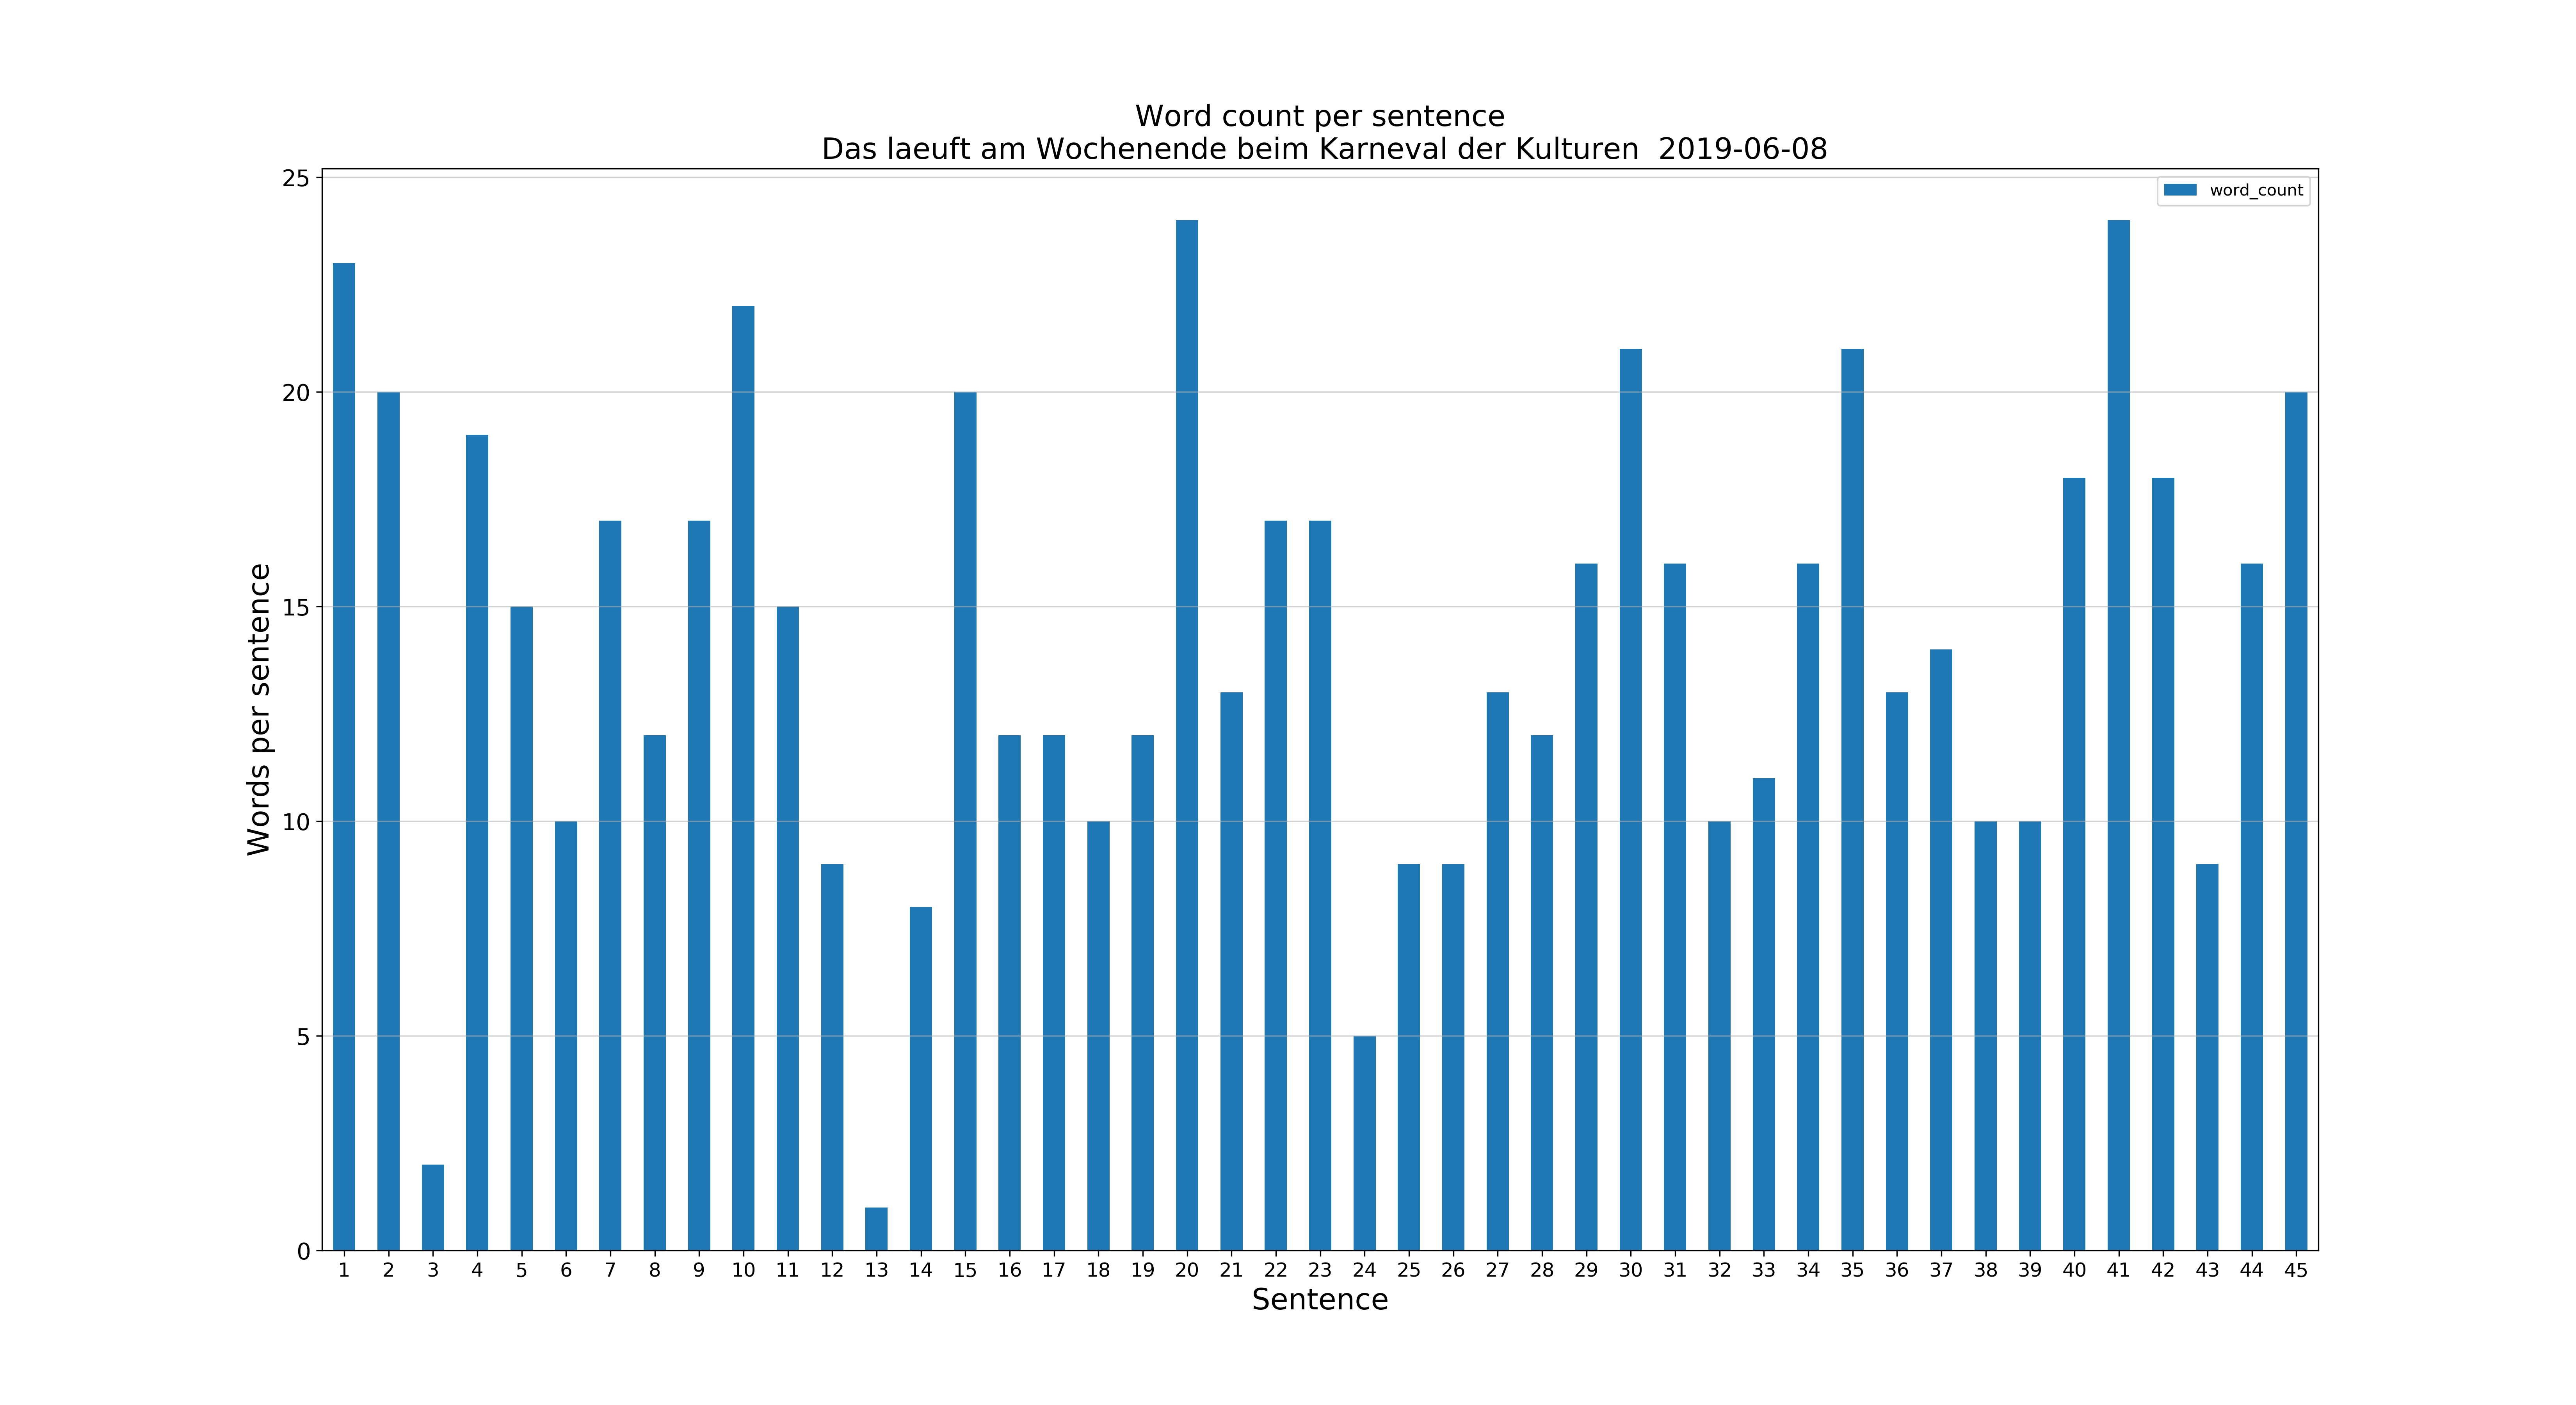 Word count per sentence
Das laeuft am Wochenende beim Karneval der Kulturen  2019-06-08
word_count
Words per sentence
25
20
15
10
5
0
1 2 3 4 5 6 7 8 9 10 11 12 13 14 15 16 17 18 19 20 21 22 23 24 25 26 27 28 29 30 31 32 33 34 35 36 37 38 39 40 41 42 43 44 45
Sentence